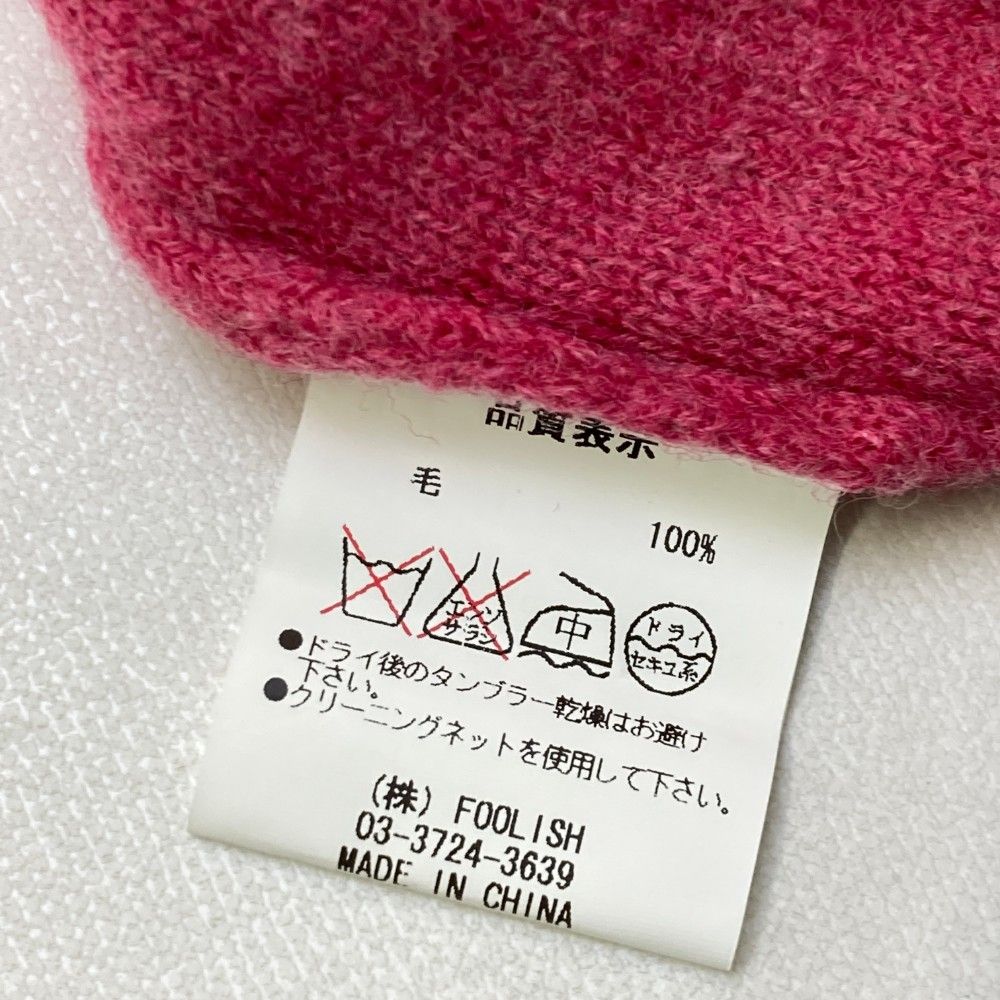 品質表示
毛
100%
エンソ
サラシ
中
ドライ
セキユ系
●ドライ後のタンブラー乾燥はお避け
下さい。
●クリーニングネットを使用して下さい。
(株) FOOLISH
03-3724-3639
MADE IN CHINA